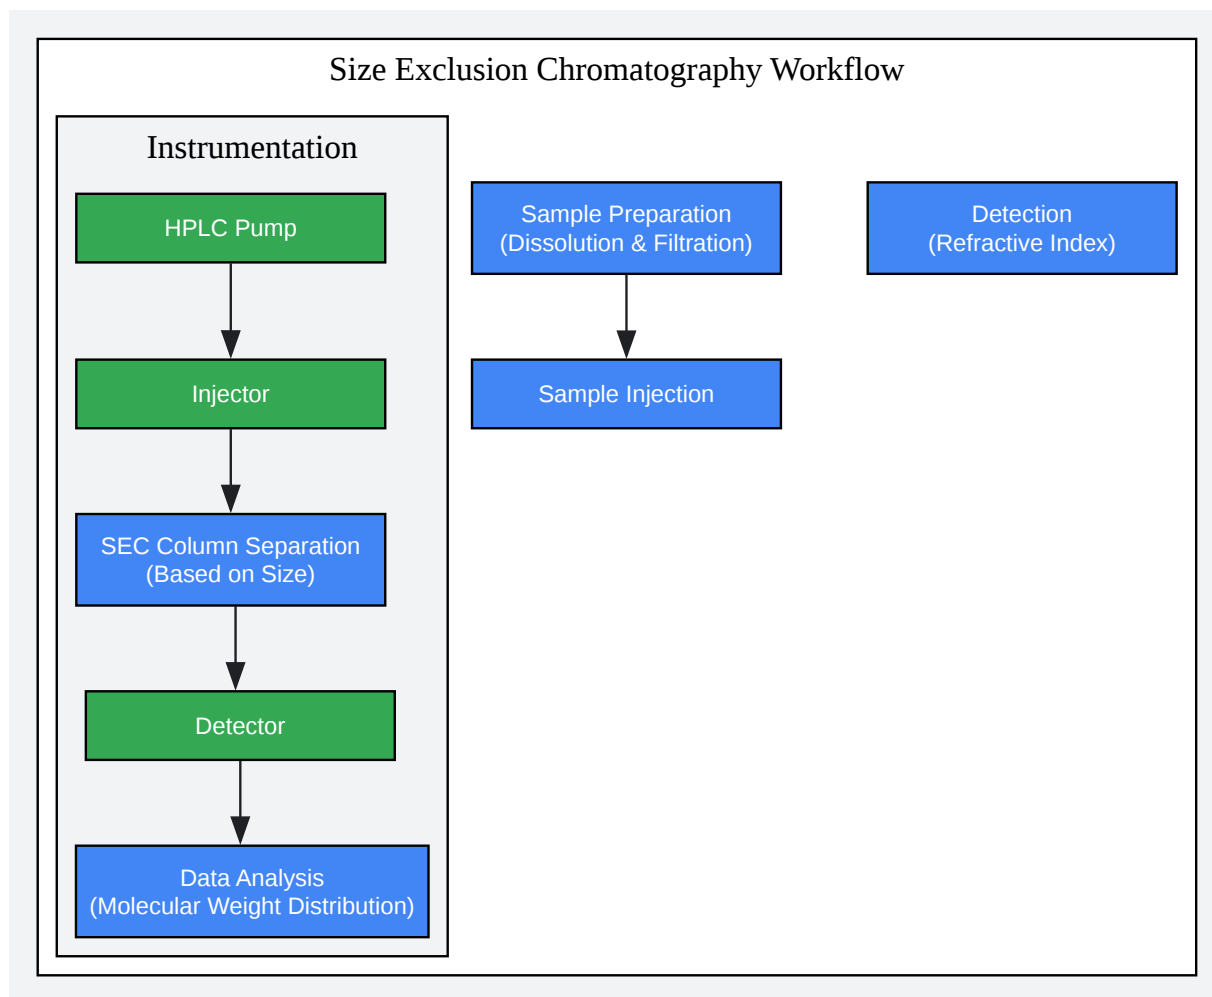 Size Exclusion Chromatography Workflow
Instrumentation
HPLC Pump
Injector
SEC Column Separation
(Based on Size)
Detector
Data Analysis
(Molecular Weight Distribution)
Sample Preparation
(Dissolution & Filtration)
Sample Injection
Detection
(Refractive Index)